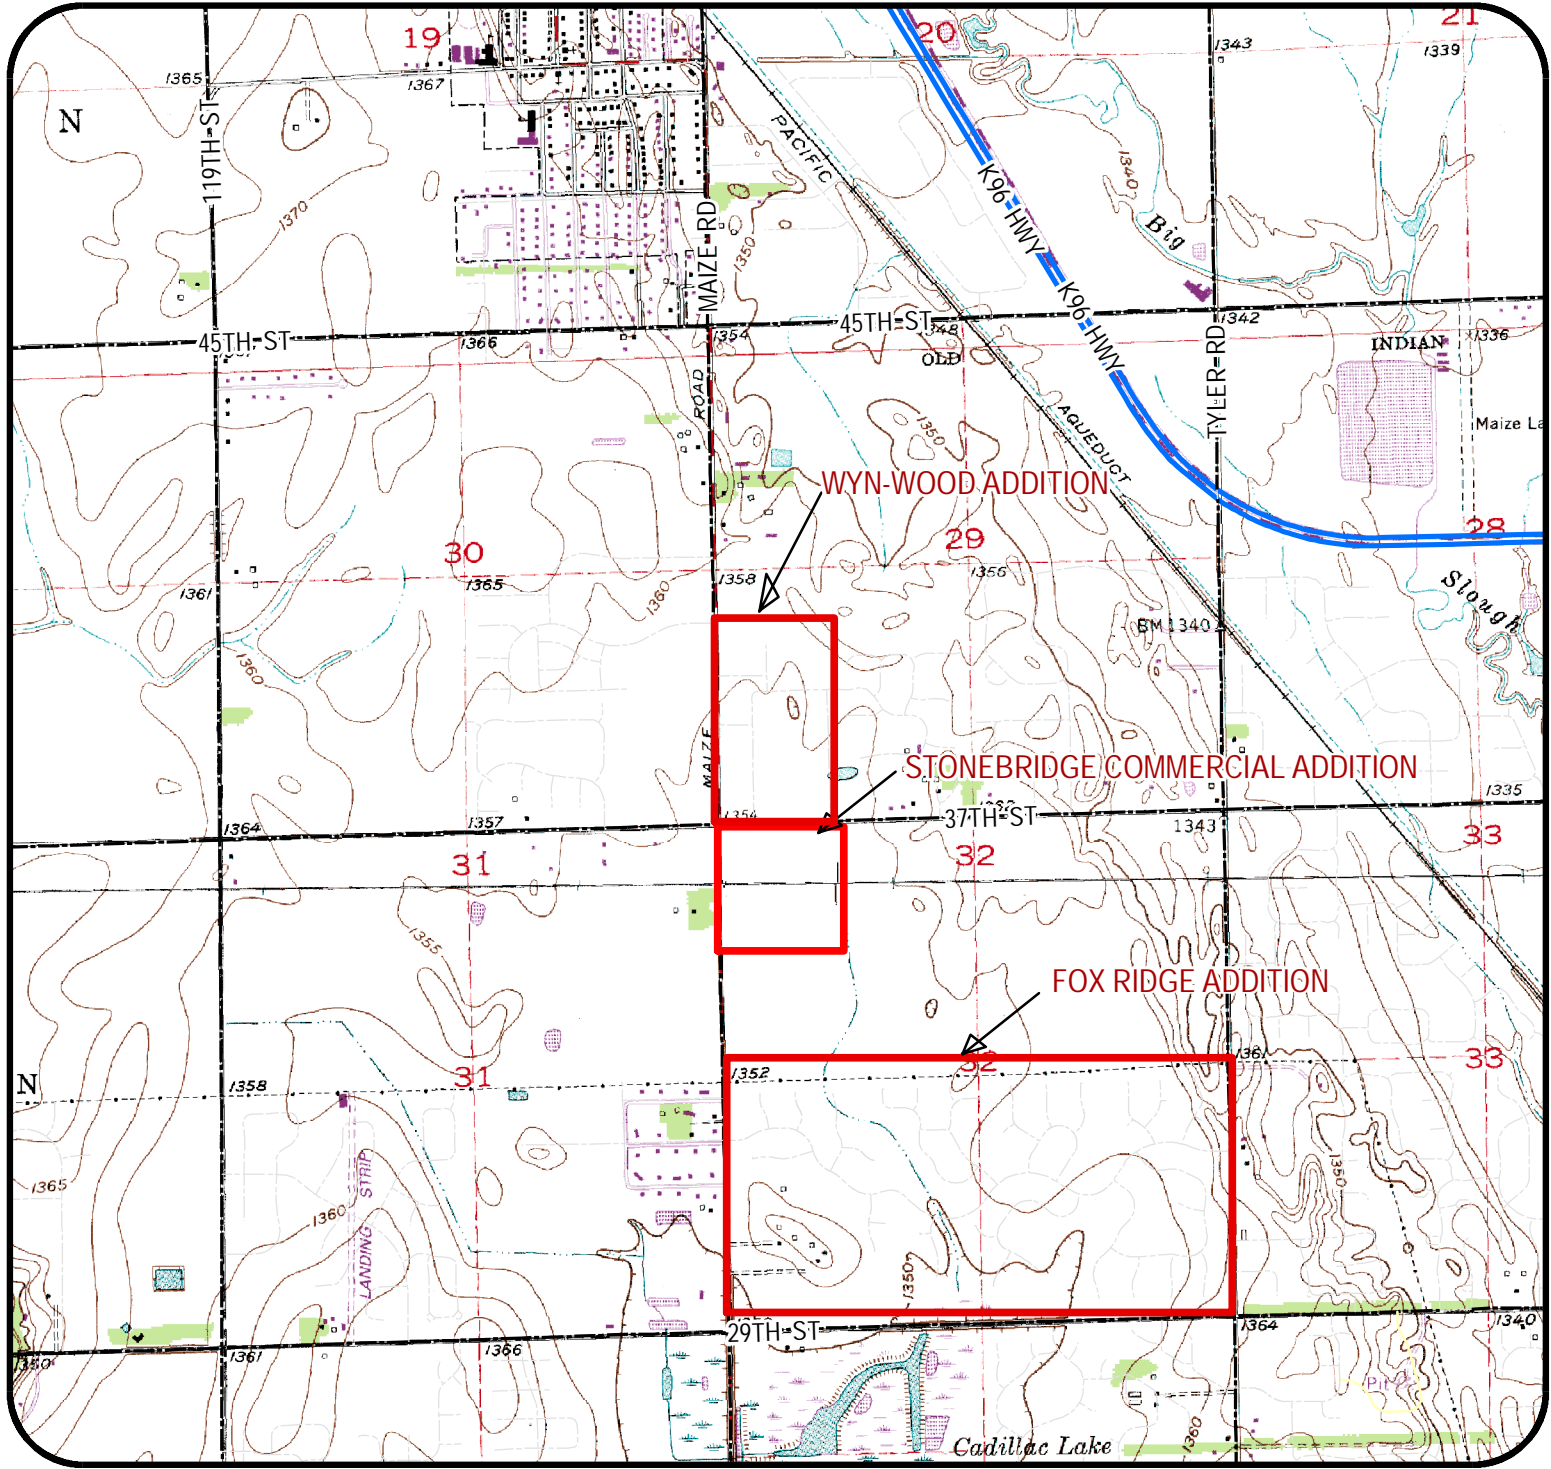 19
20
21
1343
1339
1365
1367
N
119TH ST
PACIFIC
K96 HWY
1340
1370
Big
MAIZE RD
1350
K96 HWY
45TH ST
1366
1354
45TH ST
1348
OLD
1342
TYLER RD
INDIAN
1336
ROAD
1350
AQUEDUCT
Maize La
WYN-WOOD ADDITION
30
29
28
1361
1365
1360
1358
1356
Slough
BM 1340
1360
MAIZE
STONEBRIDGE COMMERCIAL ADDITION
1335
1364
1357
1354
37TH ST
1343
33
31
32
1355
FOX RIDGE ADDITION
N
1358
31
1352
32
1361
33
1365
1360
LANDING STRIP
1350
1350
29TH ST
1350
1361
1366
1364
1340
Pit
Cadillac Lake
1360